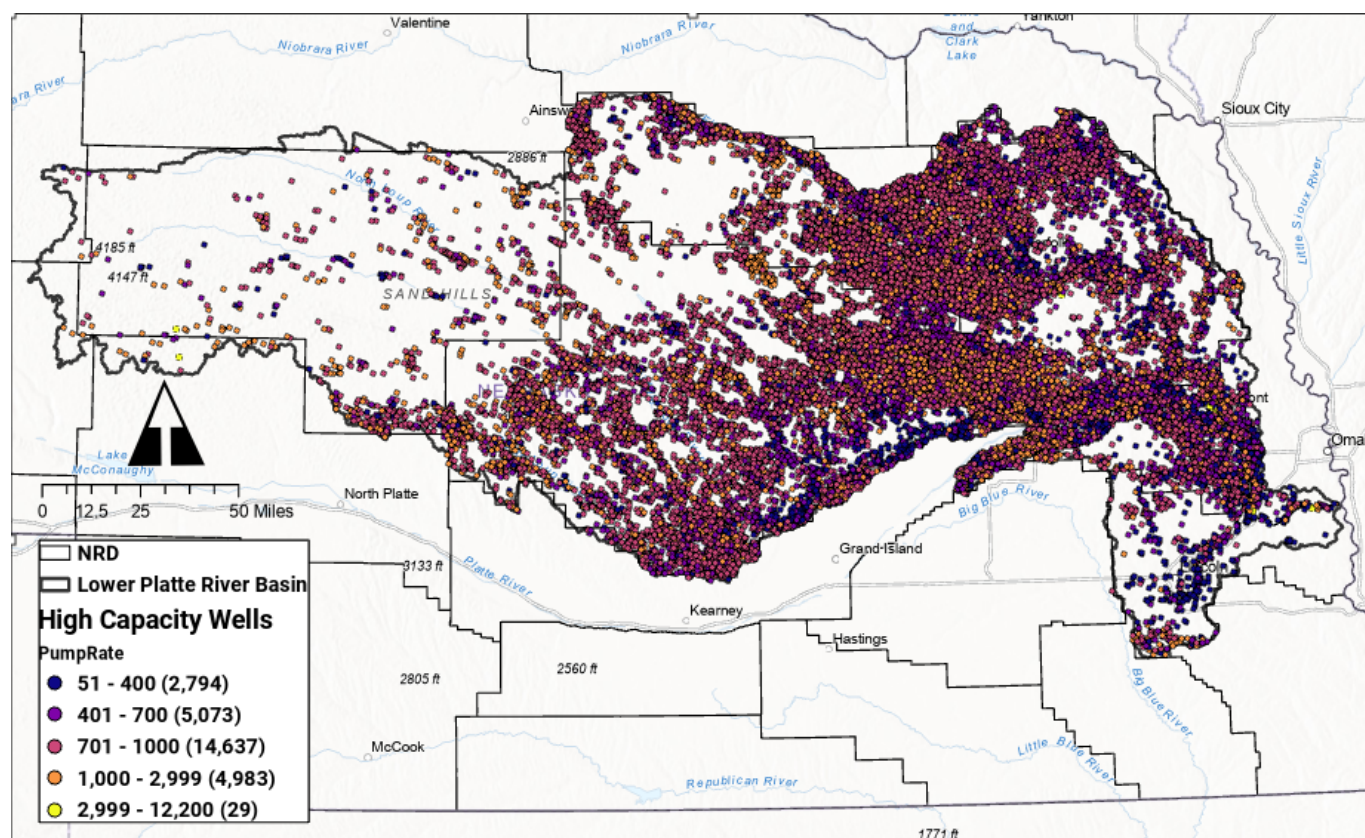 Valentine
Yankton
and
Clark
Lake
Niobrara River
Niobrara River
ara River
Sioux City
Ainsw
2886 ft
Little Sioux River
4185 ft
4147 ft
SAND HILLS
ont
Lake
McConaughy
North Platte
0 12.5 25 50 Miles
Big Blue River
Grand Island
3133 ft
Platte River
Kearney
Hastings
2805 ft
2560 ft
Big Blue River
Little Blue River
McCook
Republican River
1771 ft
NRD
Lower Platte River Basin
High Capacity Wells
PumpRate
51 - 400 (2,794)
401 - 700 (5,073)
701 - 1000 (14,637)
1,000 - 2,999 (4,983)
2,999 - 12,200 (29)